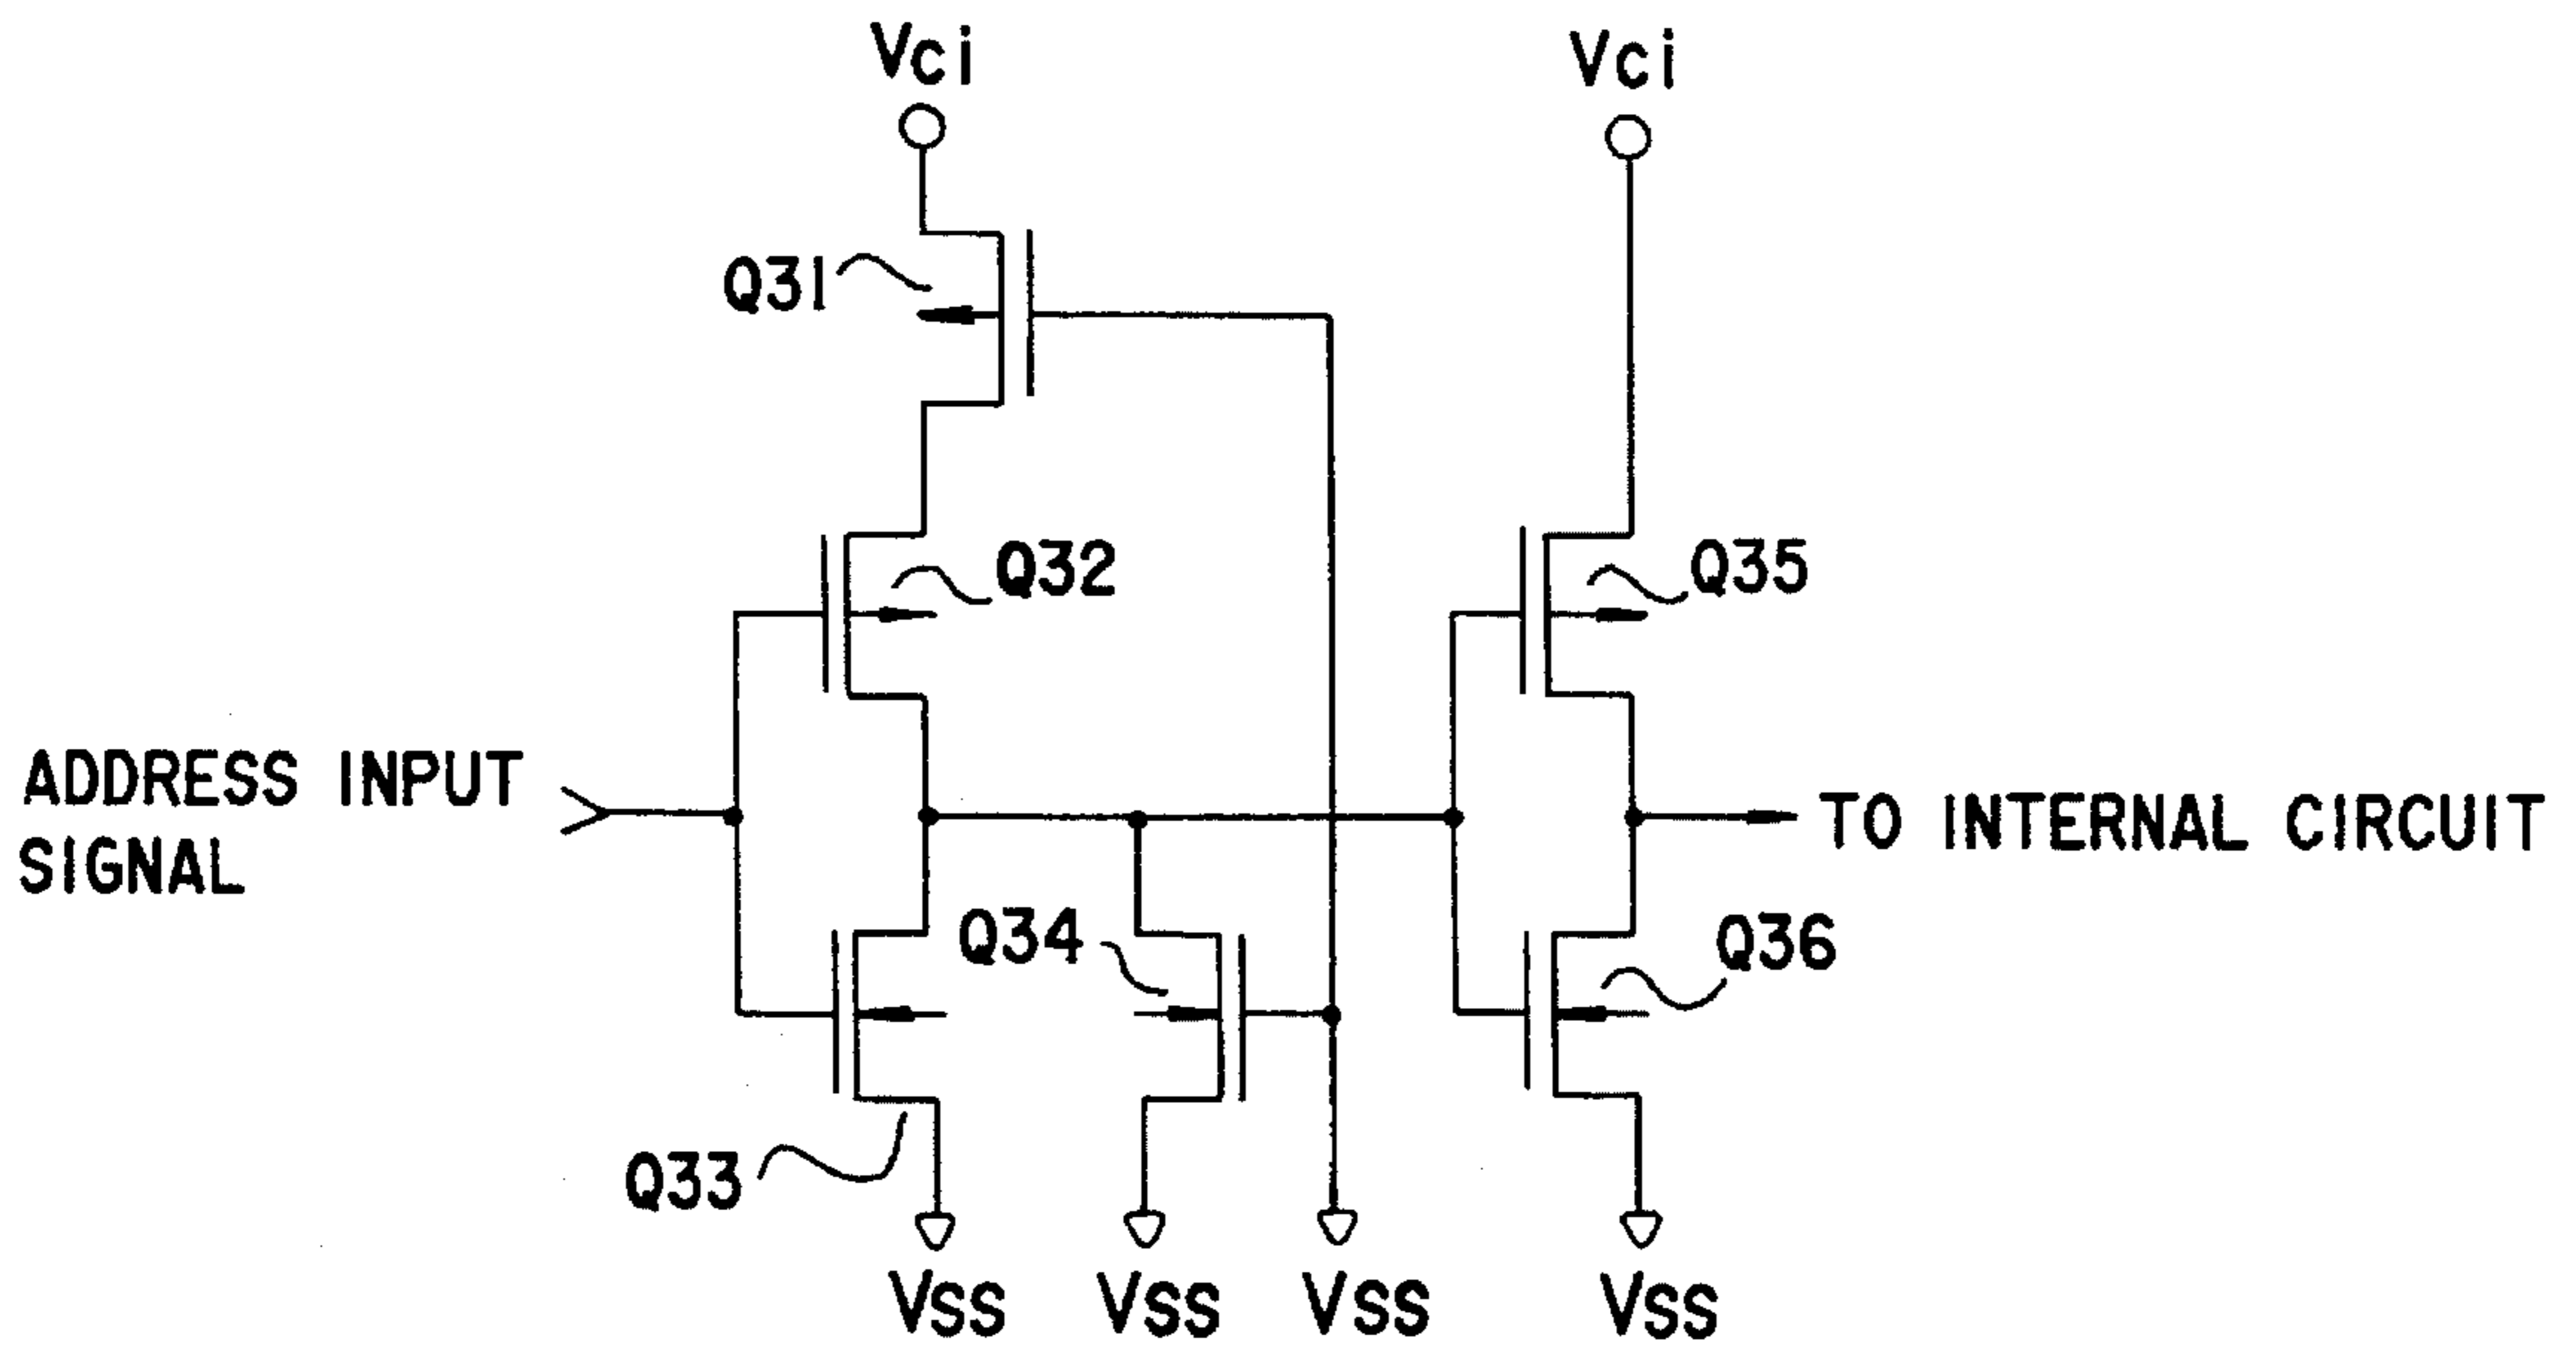 Vci
Vci
Q31
Q32
Q35
ADDRESS INPUT
SIGNAL
TO INTERNAL CIRCUIT
Q34
Q36
Q33
VSS
VSS
VSS
VSS